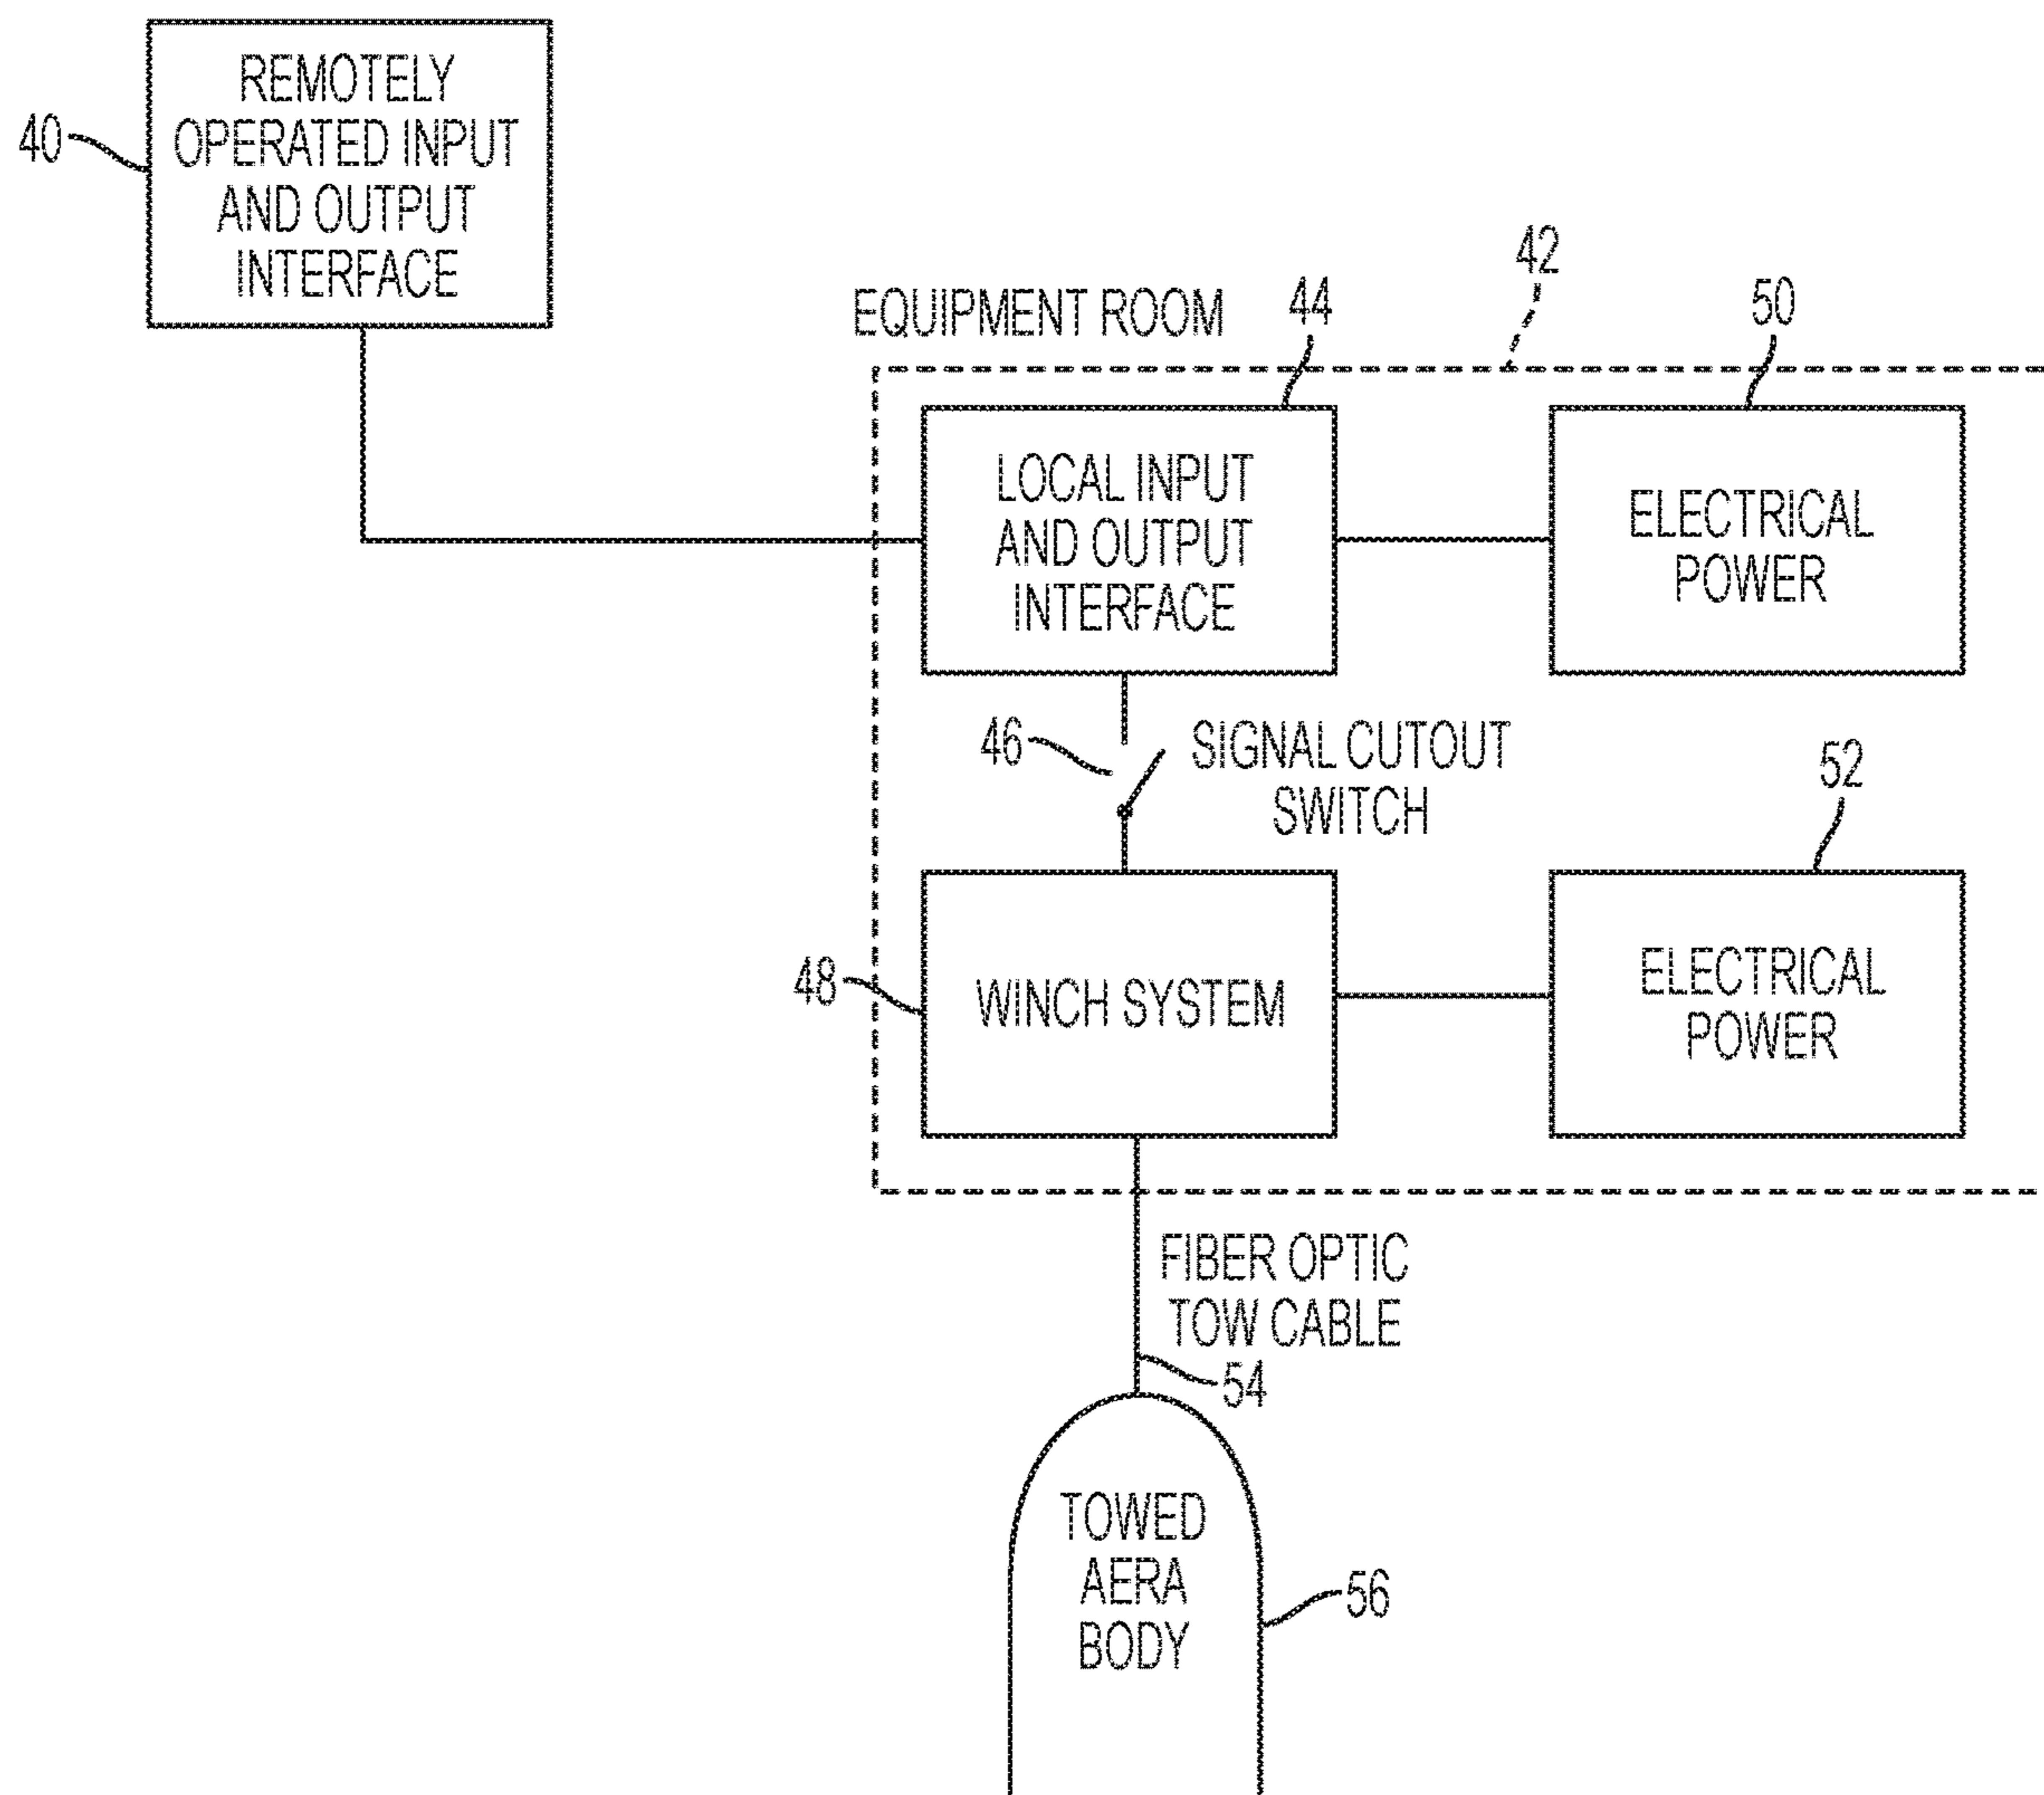 REMOTELY
OPERATED INPUT
AND OUTPUT
INTERFACE
40
42
EQUIPMENT ROOM
44
50
LOCAL INPUT
AND OUTPUT
INTERFACE
ELECTRICAL
POWER
46
SIGNAL CUTOUT
SWITCH
52
48
WINCH SYSTEM
ELECTRICAL
POWER
FIBER OPTIC
TOW CABLE
54
TOWED
AERA
BODY
56